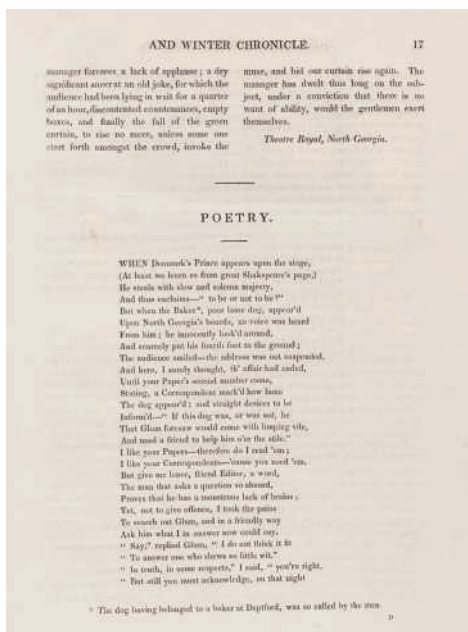 AND WINTER CHRONICLE.
17
manager foresees a lack of applause; a dry
significant sneer at an old joke, for which the
audience had been lying in wait for a quarter
of an hour, discontented countenances, empty
boxes, and finally the fall of the green
curtain, to rise no more, unless some one
start forth amongst the crowd, invoke the
muse, and bid our curtain rise again. The
manager has dwelt thus long on the sub-
ject, under a conviction that there is no
want of ability, would the gentlemen exert
themselves.
Theatre Royal, North Georgia.
POETRY.
WHEN Denmark's Prince appears upon the stage,
(At least we learn so from great Shakspeare's page,)
He steals with slow and solemn majesty,
And thus exclaims—" to be or not to be!"
But when the Baker*, poor lame dog, appear'd
Upon North Georgia's boards, no voice was heard
From him; he innocently look'd around,
And scarcely put his fourth foot to the ground;
The audience smiled—the address was not responded,
And here, I surely thought, th' affair had ended,
Until your Paper's second number came,
Stating, a Correspondent mark'd how lame
The dog appear'd; and straight desires to be
Inform'd—" If this dog was, or was not, he
That Glum foresaw would come with limping stile,
And need a friend to help him o'er the stile."
I like your Papers—therefore do I read 'em;
I like your Correspondents—'cause you need 'em.
But give me leave, friend Editor, a word,
The man that asks a question so absurd,
Proves that he has a monstrous lack of brains;
Yet, not to give offence, I took the pains
To search out Glum, and in a friendly way
Ask him what I in answer now could say.
" Say," replied Glum, " I do not think it fit
" To answer one who shews so little wit."
" In truth, in some respects," I said, " you're right.
" But still you must acknowledge, on that night
* The dog having belonged to a baker at Deptford, was so called by the men.
D